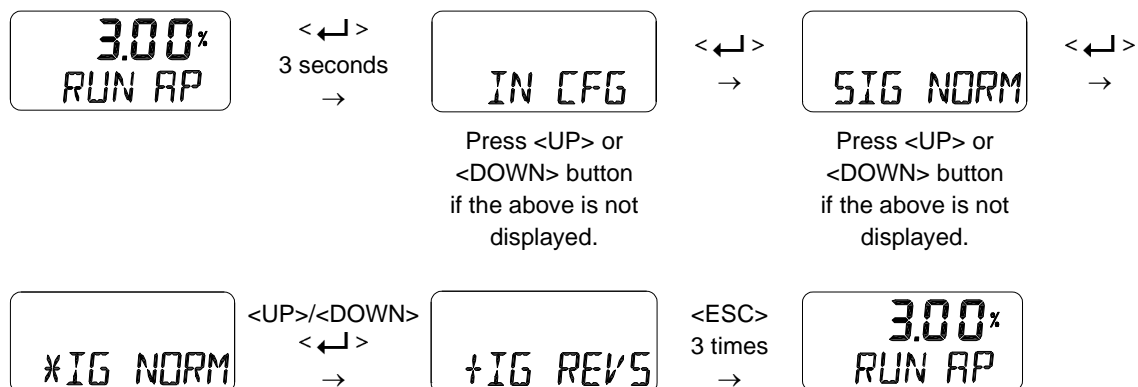 3.00%
RUN AP
< ↵ >
3 seconds
→
IN CFG
Press <UP> or
<DOWN> button
if the above is not
displayed.
< ↵ >
→
SIG NORM
Press <UP> or
<DOWN> button
if the above is not
displayed.
< ↵ >
→
*IG NORM
<UP>/<DOWN>
< ↵ >
→
+IG REVS
<ESC>
3 times
→
3.00%
RUN AP